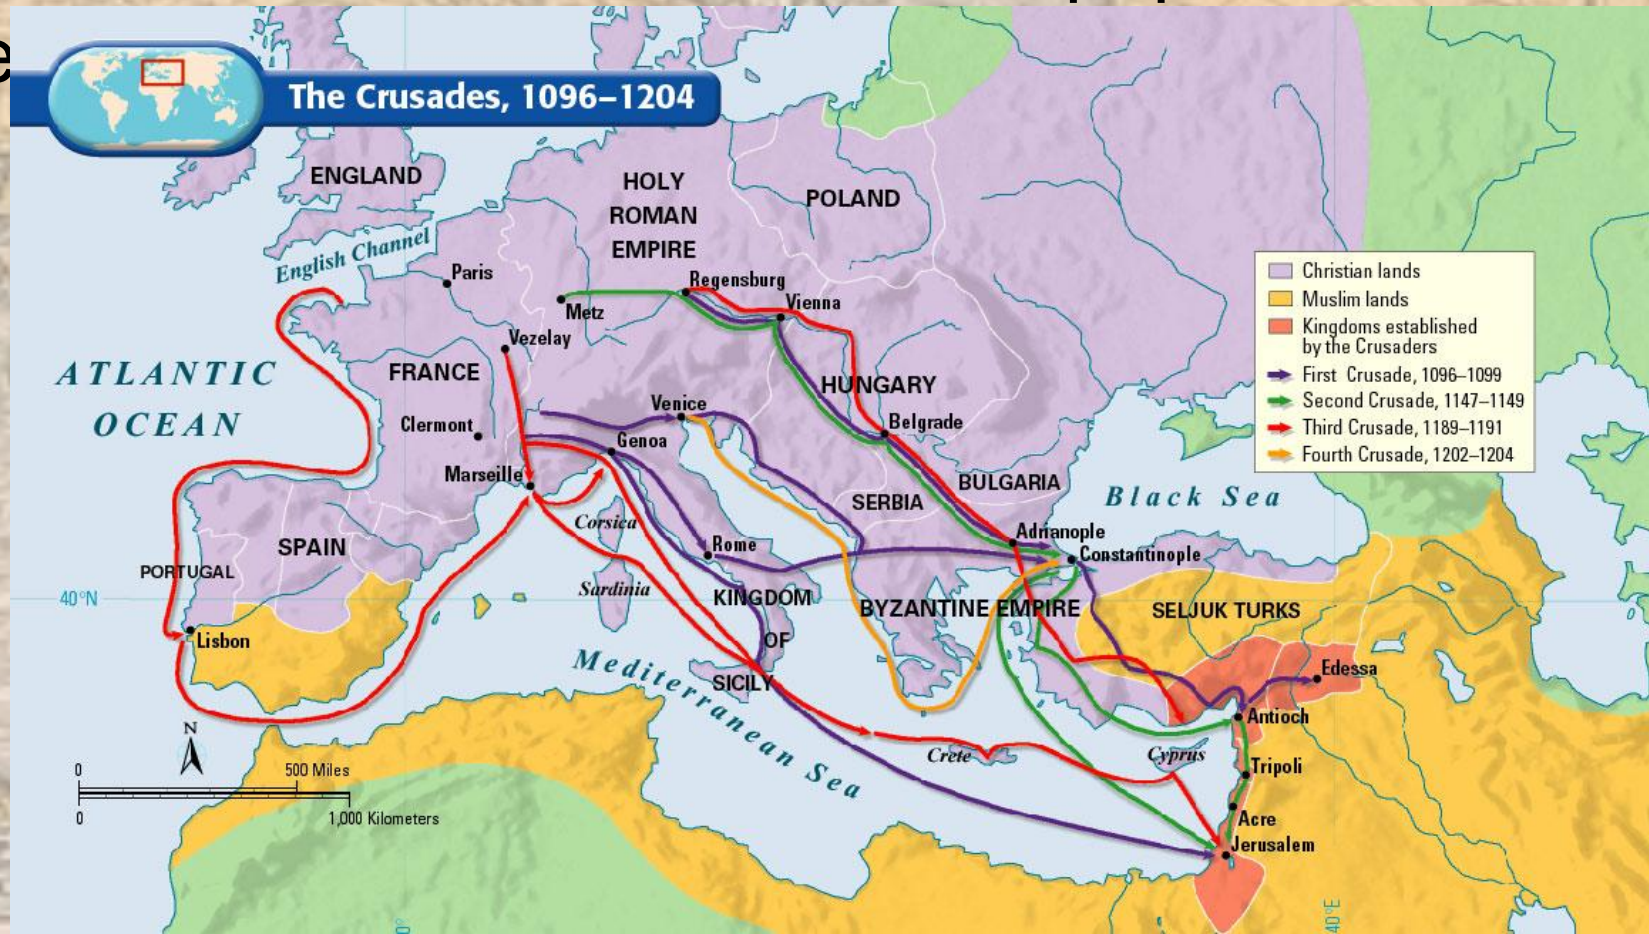 e
The Crusades, 1096–1204
ENGLAND
HOLY
ROMAN
EMPIRE
POLAND
English Channel
Paris
Regensburg
Metz
Vienna
Vezelay
ATLANTIC
OCEAN
FRANCE
HUNGARY
Clermont
Venice
Genoa
Belgrade
Marseille
BULGARIA
SERBIA
Black Sea
Corsica
Rome
Adrianople
Constantinople
SPAIN
PORTUGAL
Sardinia
40°N
KINGDOM
OF
SICILY
BYZANTINE EMPIRE
SELJUK TURKS
Lisbon
Mediterranean Sea
Edessa
Antioch
Crete
Cyprus
Tripoli
Acre
Jerusalem
Christian lands
Muslim lands
Kingdoms established
by the Crusaders
First Crusade, 1096–1099
Second Crusade, 1147–1149
Third Crusade, 1189–1191
Fourth Crusade, 1202–1204
N
0 500 Miles
0 1,000 Kilometers
0°
40°E